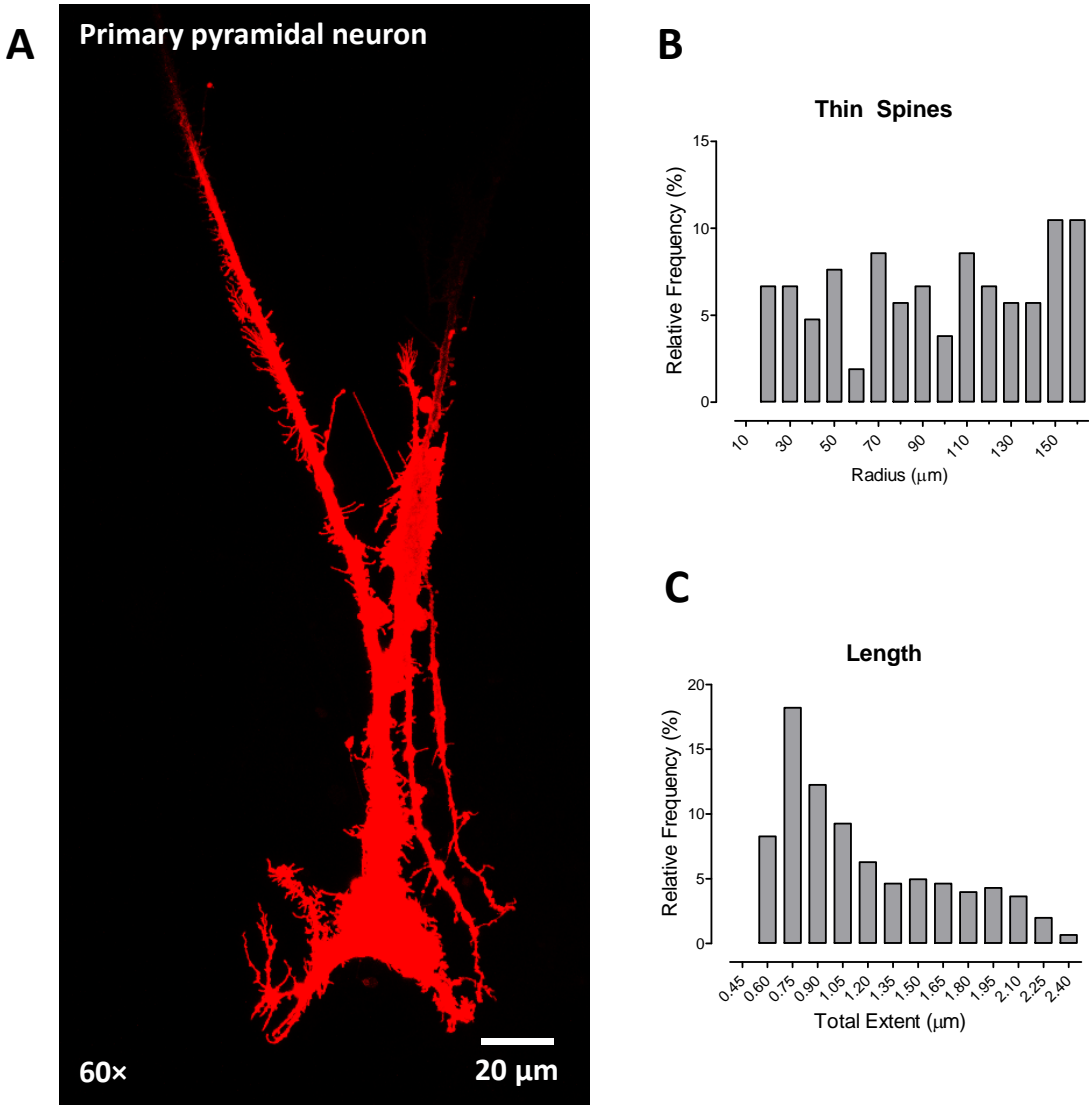 A
Primary pyramidal neuron
60×
20 μm
B
Thin Spines
Relative Frequency (%)
15
10
5
0
10 30 50 70 90 110 130 150
Radius (μm)
C
Length
Relative Frequency (%)
20
15
10
5
0
0.45 0.60 0.75 0.90 1.05 1.20 1.35 1.50 1.65 1.80 1.95 2.10 2.25 2.40
Total Extent (μm)